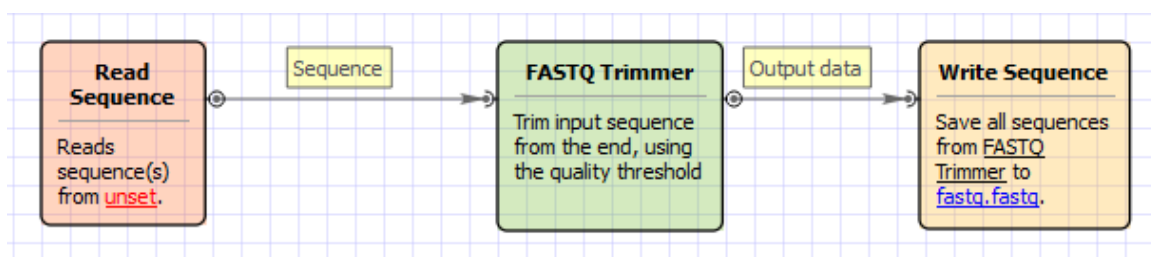 Read
Sequence
Reads
sequence(s)
from unset.
Sequence
FASTQ Trimmer
Trim input sequence
from the end, using
the quality threshold
Output data
Write Sequence
Save all sequences
from FASTQ
Trimmer to
fastq.fastq.